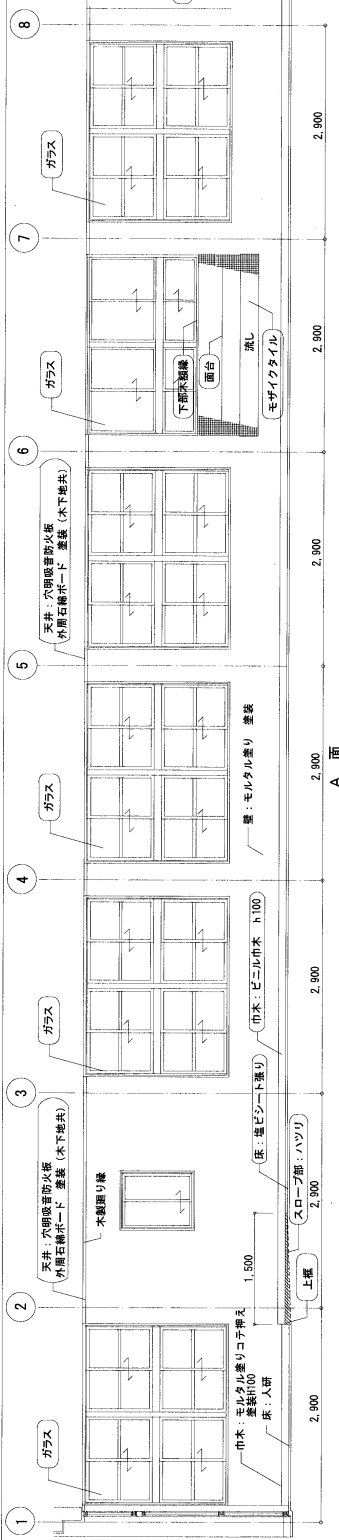 1
2
3
4
5
6
7
8
ガラス
天井：穴明吸音防火板
外周石綿ボード 塗装（木下地共）
木製廻り縁
ガラス
ガラス
天井：穴明吸音防火板
外周石綿ボード 塗装（木下地共）
ガラス
ガラス
下部木額縁
面台
流し
モザイクタイル
壁：モルタル塗り 塗装
巾木：ビニル巾木 h100
床：塩ビシート張り
スロープ部：ハツリ
上框
1,500
巾木：モルタル塗りコテ押え
塗装H100
床：人研
2,900
2,900
2,900
2,900
2,900
2,900
2,900
A 面